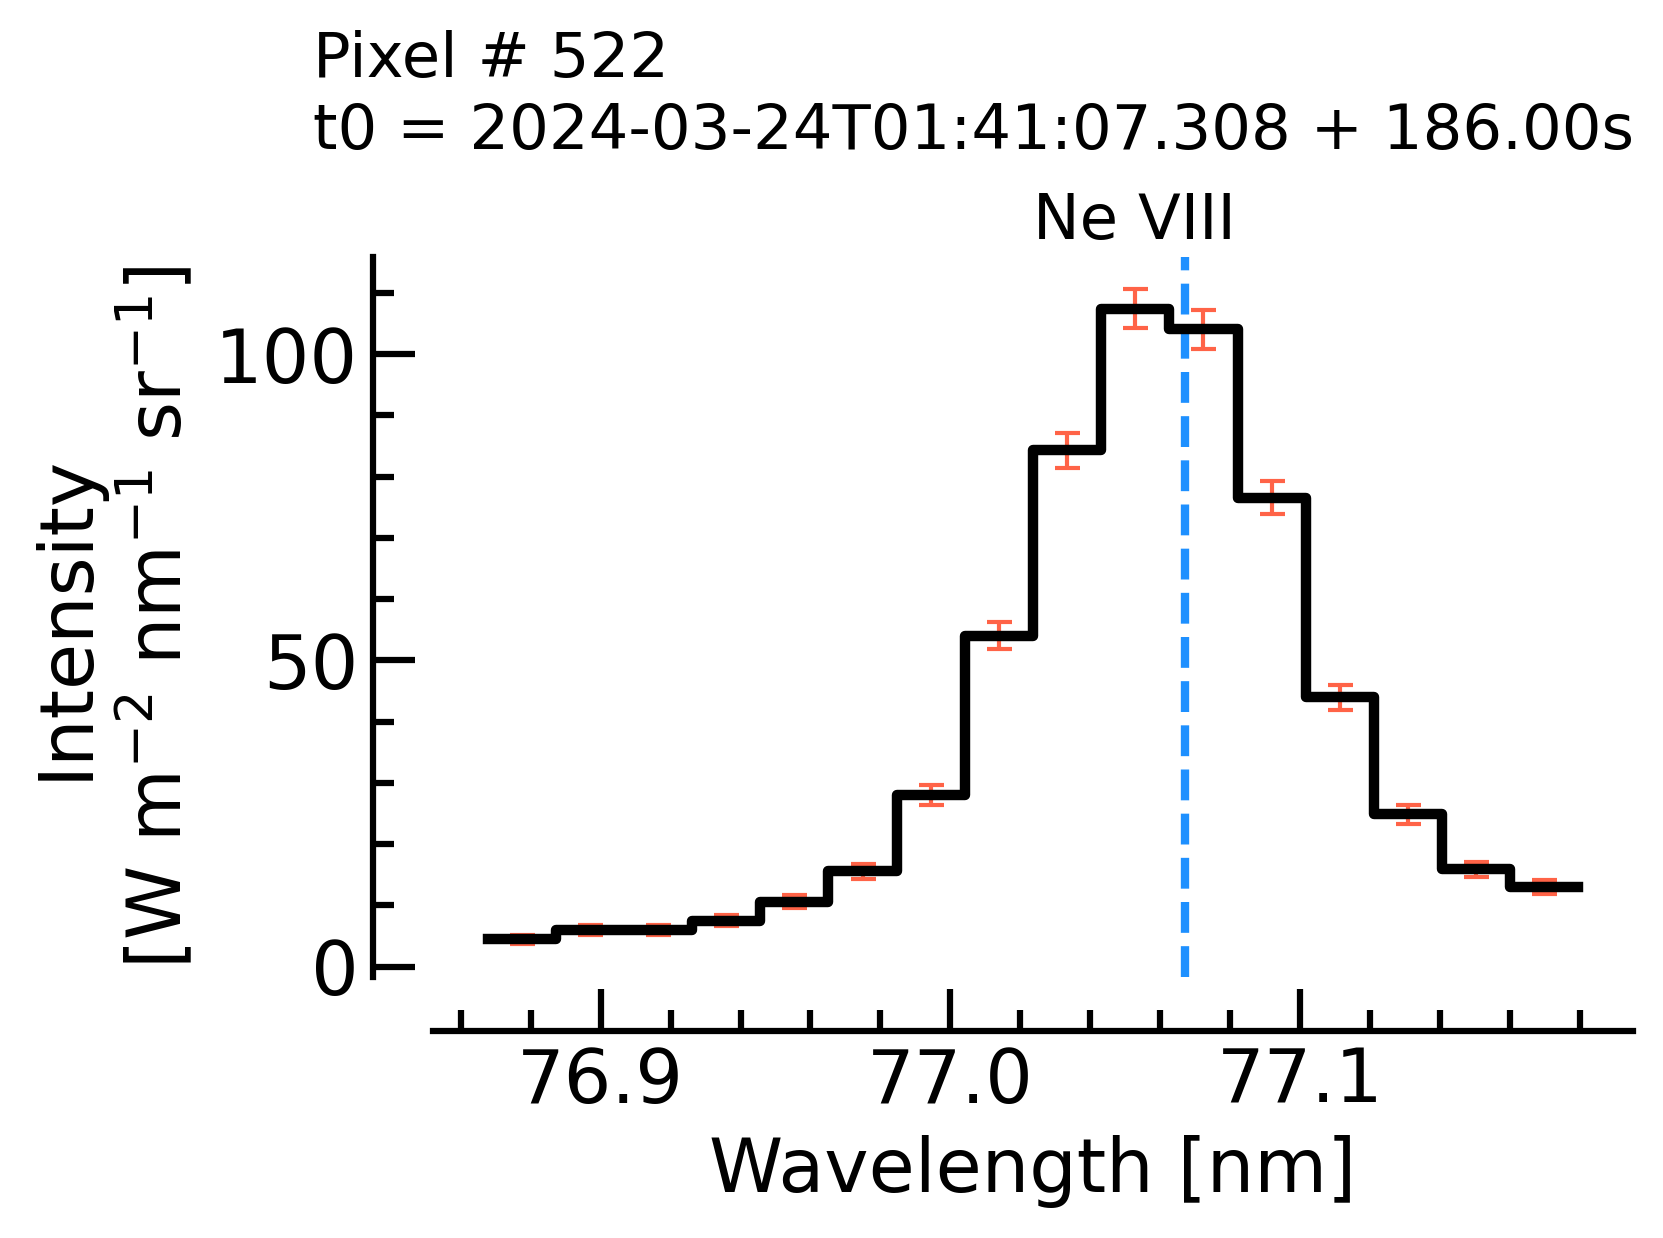 Pixel # 522
t0 = 2024-03-24T01:41:07.308 + 186.00s
Ne VIII
Intensity
[W m⁻² nm⁻¹ sr⁻¹]
100
50
0
76.9 77.0 77.1
Wavelength [nm]